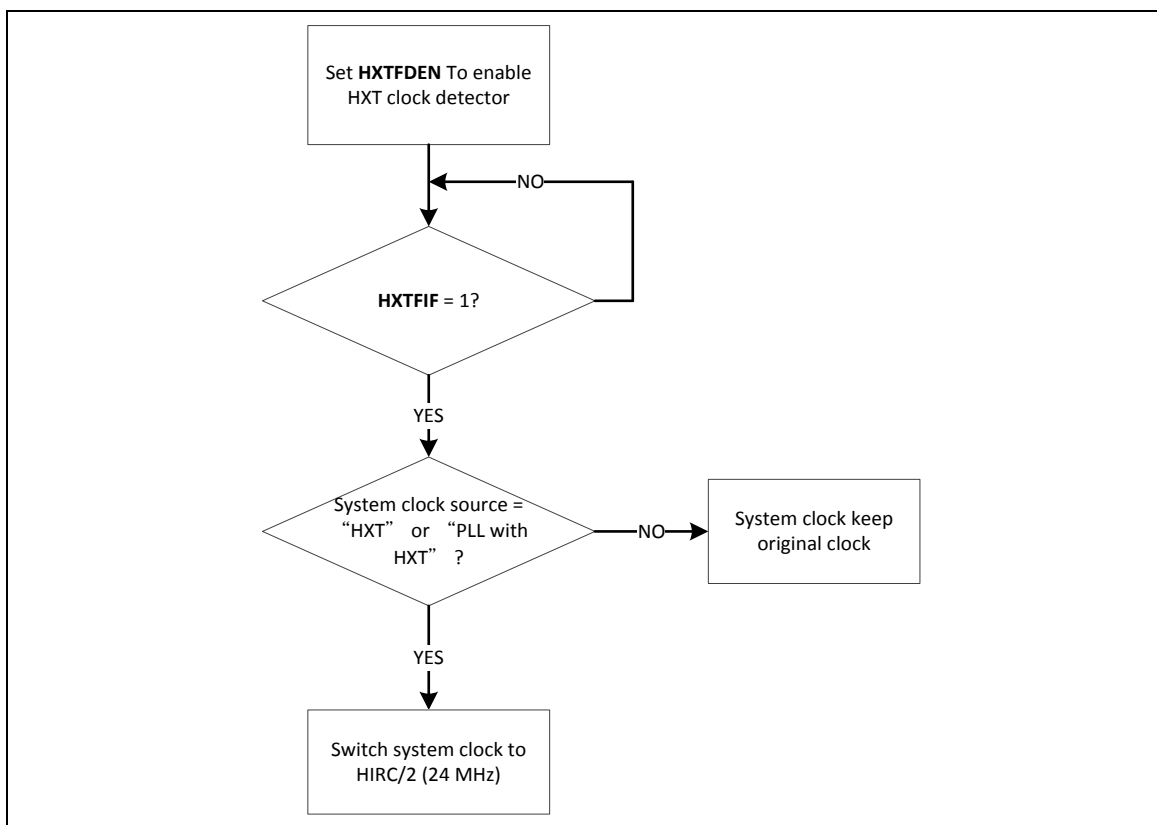 Set HXTFDEN To enable
HXT clock detector
NO
HXTFIF = 1?
YES
System clock source =
“HXT” or “PLL with
HXT” ?
NO
System clock keep
original clock
YES
Switch system clock to
HIRC/2 (24 MHz)